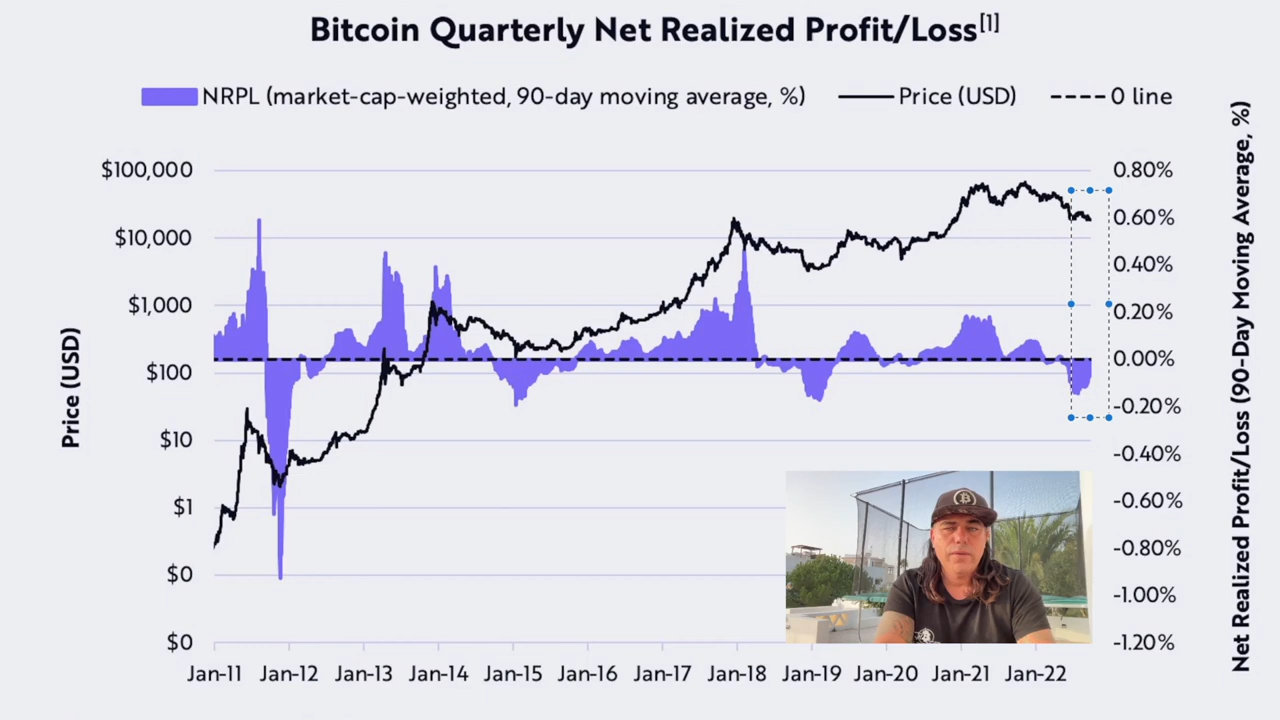 Bitcoin Quarterly Net Realized Profit/Loss[1]
NRPL (market-cap-weighted, 90-day moving average, %)
Price (USD)
0 line
$100,000
$10,000
$1,000
$100
$10
$1
$0
$0
Price (USD)
0.80%
0.60%
0.40%
0.20%
0.00%
-0.20%
-0.40%
-0.60%
-0.80%
-1.00%
-1.20%
Net Realized Profit/Loss (90-Day Moving Average, %)
Jan-11 Jan-12 Jan-13 Jan-14 Jan-15 Jan-16 Jan-17 Jan-18 Jan-19 Jan-20 Jan-21 Jan-22